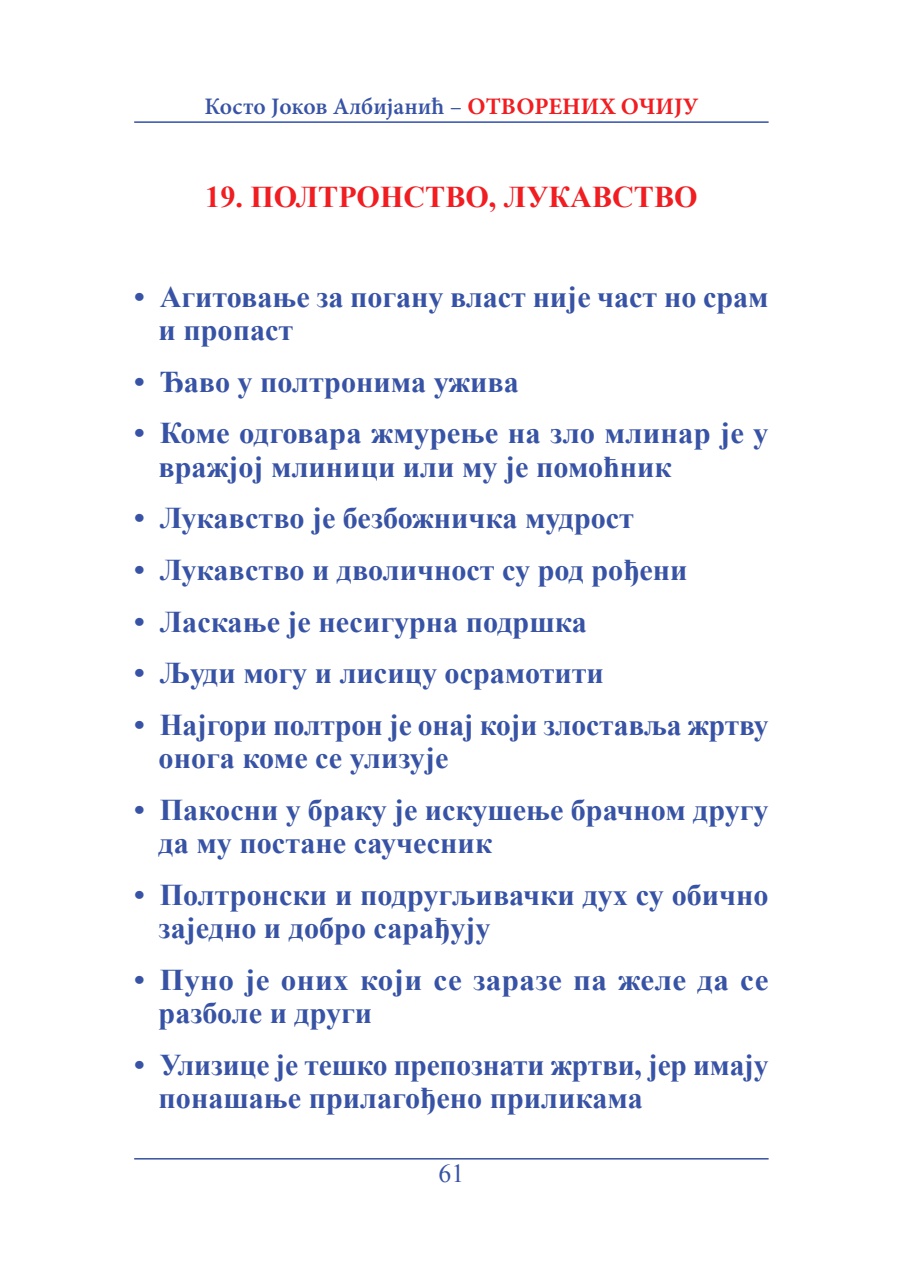 Косто Јоков Албијанић – ОТВОРЕНИХ ОЧИЈУ
19. ПОЛТРОНСТВО, ЛУКАВСТВО
• Агитовање за погану власт није част но срам
и пропаст
• Ђаво у полтронима ужива
• Коме одговара жмурење на зло млинар је у
вражјој млиници или му је помоћник
• Лукавство је безбожничка мудрост
• Лукавство и дволичност су род рођени
• Ласкање је несигурна подршка
• Људи могу и лисицу осрамотити
• Најгори полтрон је онај који злоставља жртву
онога коме се улизује
• Пакосни у браку је искушење брачном другу
да му постане саучесник
• Полтронски и подругљивачки дух су обично
заједно и добро сарађују
• Пуно је оних који се заразе па желе да се
разболе и други
• Улизице је тешко препознати жртви, јер имају
понашање прилагођено приликама
61